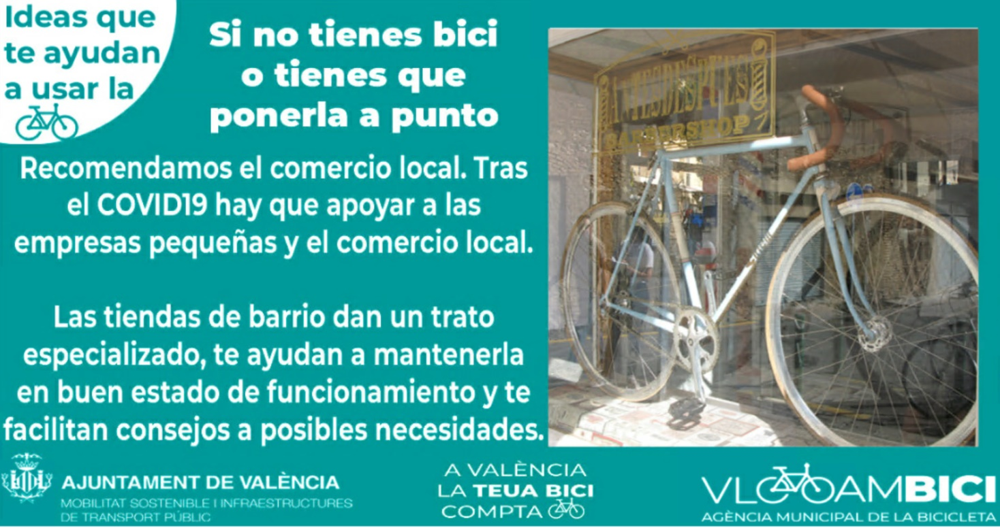 Ideas que
te ayudan
a usar la
Si no tienes bici
o tienes que
ponerla a punto
Recomendamos el comercio local. Tras
el COVID19 hay que apoyar a las
empresas pequeñas y el comercio local.
Las tiendas de barrio dan un trato
especializado, te ayudan a mantenerla
en buen estado de funcionamiento y te
facilitan consejos a posibles necesidades.
ANTESDESPUES
BARBERSHOP
AJUNTAMENT DE VALÈNCIA
MOBILITAT SOSTENIBLE I INFRAESTRUCTURES
DE TRANSPORT PÚBLIC
A VALÈNCIA
LA TEUA BICI
COMPTA
VLCAMBICI
AGÈNCIA MUNICIPAL DE LA BICICLETA